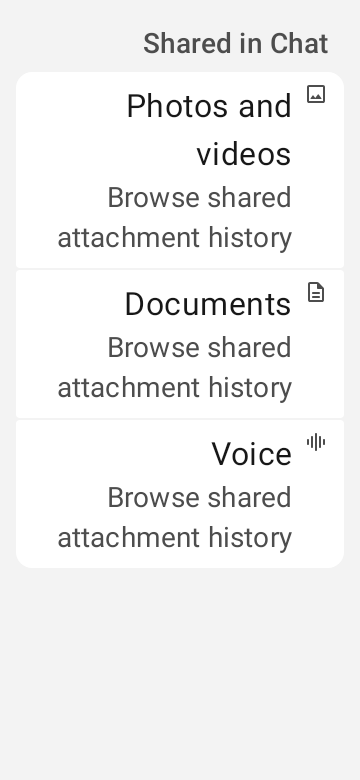 Shared in Chat
Photos and
videos
Browse shared
attachment history
Documents
Browse shared
attachment history
Voice
Browse shared
attachment history